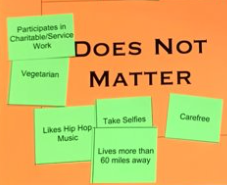 Participates in
Charitable/Service
Work
DOES NOT
MATTER
Vegetarian
Likes Hip Hop
Music
Take Selfies
Carefree
Lives more than
60 miles away